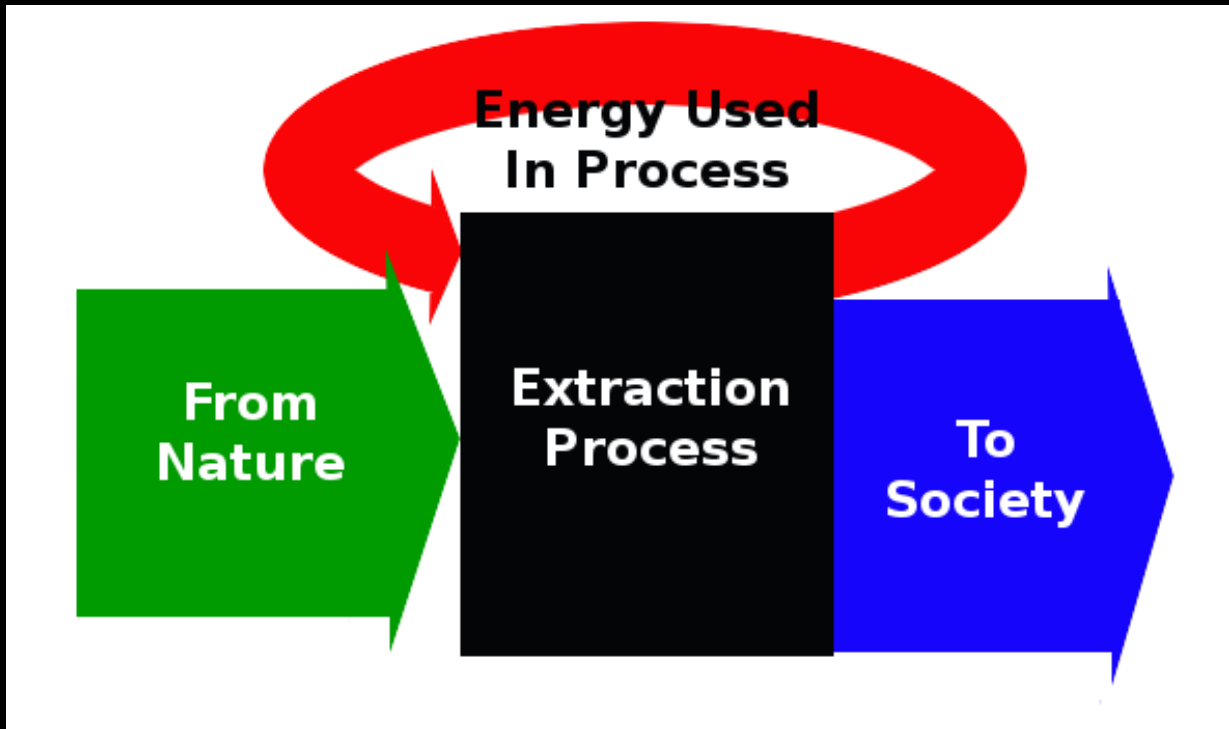 Energy Used
In Process
From
Nature
Extraction
Process
To
Society